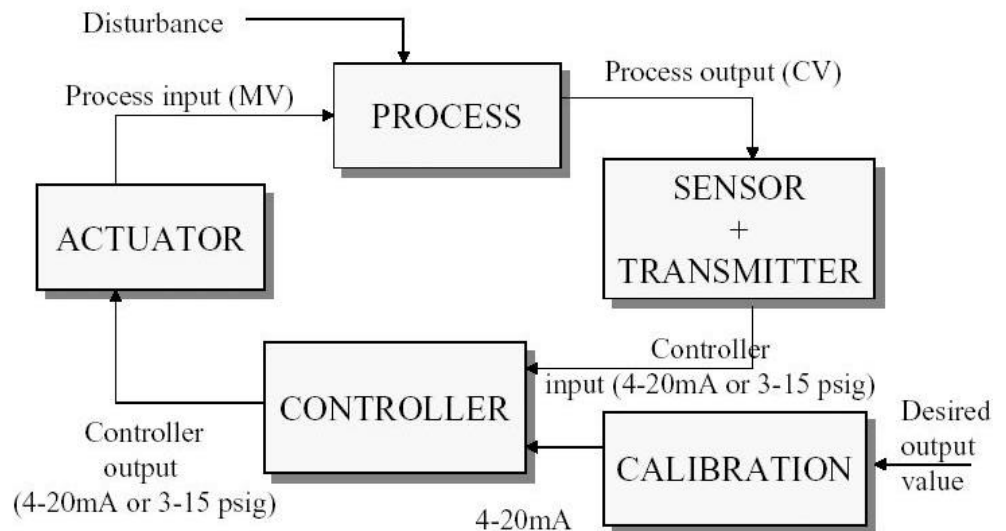 Disturbance
Process input (MV)
PROCESS
Process output (CV)
SENSOR
+
TRANSMITTER
ACTUATOR
Controller
input (4-20mA or 3-15 psig)
CONTROLLER
Controller
output
(4-20mA or 3-15 psig)
CALIBRATION
Desired
output
value
4-20mA